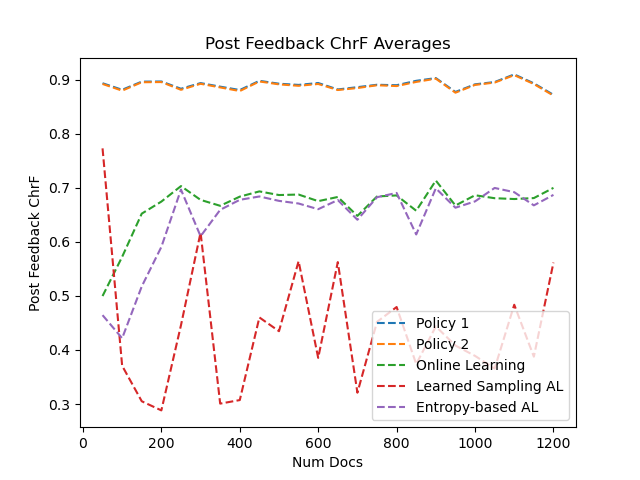 Post Feedback ChrF Averages
Post Feedback ChrF
0.9
0.8
0.7
0.6
0.5
0.4
0.3
Policy 1
Policy 2
Online Learning
Learned Sampling AL
Entropy-based AL
0 200 400 600 800 1000 1200
Num Docs